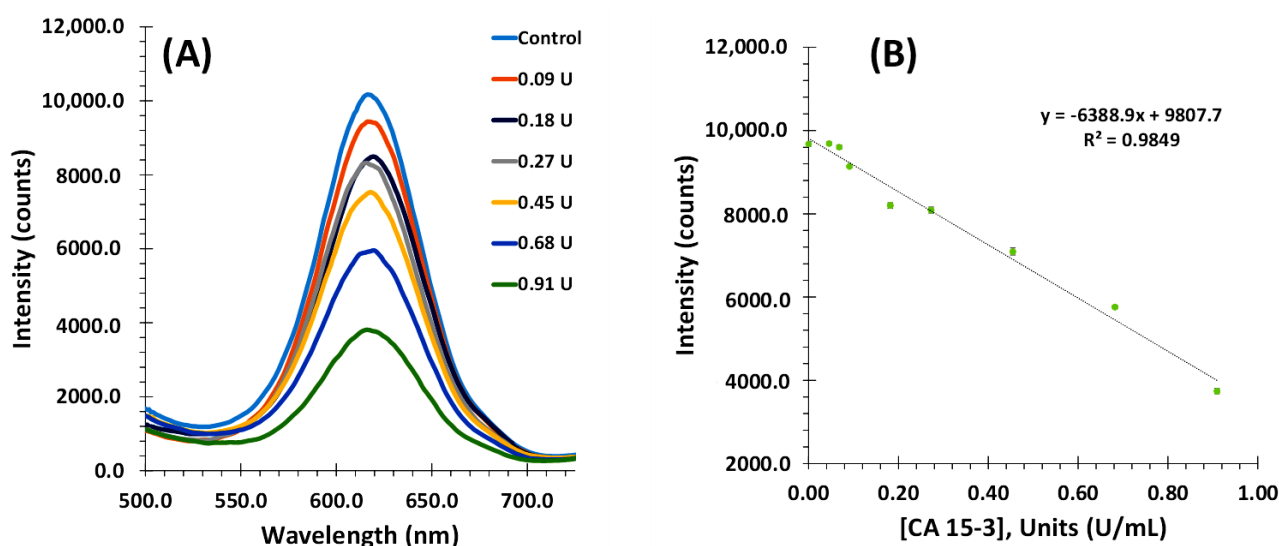 (A)
12,000.0
10,000.0
8000.0
6000.0
4000.0
2000.0
0.0
Intensity (counts)
500.0 550.0 600.0 650.0 700.0
Wavelength (nm)
Control
0.09 U
0.18 U
0.27 U
0.45 U
0.68 U
0.91 U
(B)
12,000.0
10,000.0
8000.0
6000.0
4000.0
2000.0
Intensity (counts)
y = -6388.9x + 9807.7
R² = 0.9849
0.00 0.20 0.40 0.60 0.80 1.00
[CA 15-3], Units (U/mL)